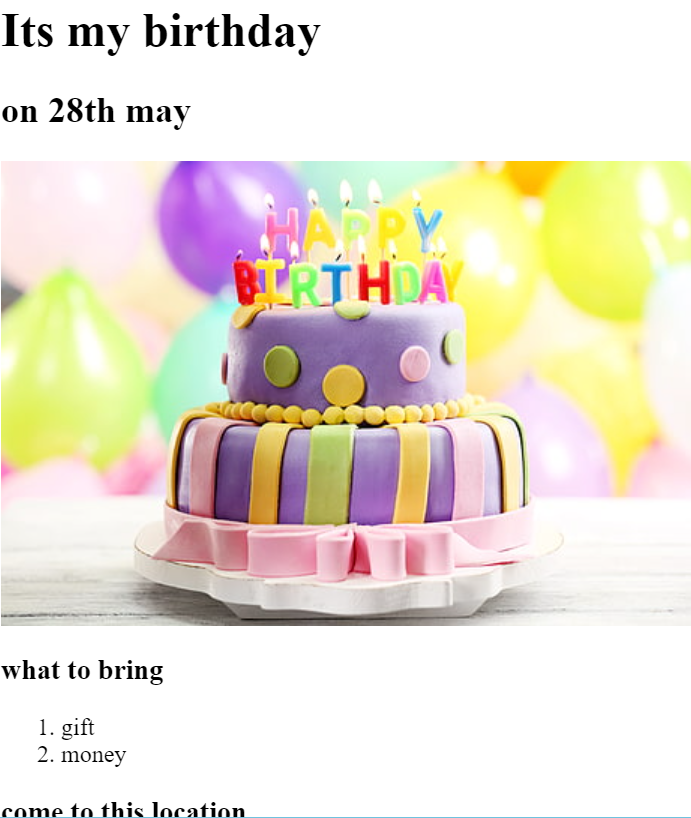 Its my birthday
on 28th may
HAPPY
BIRTHDAY
what to bring
1. gift
2. money
come to this location